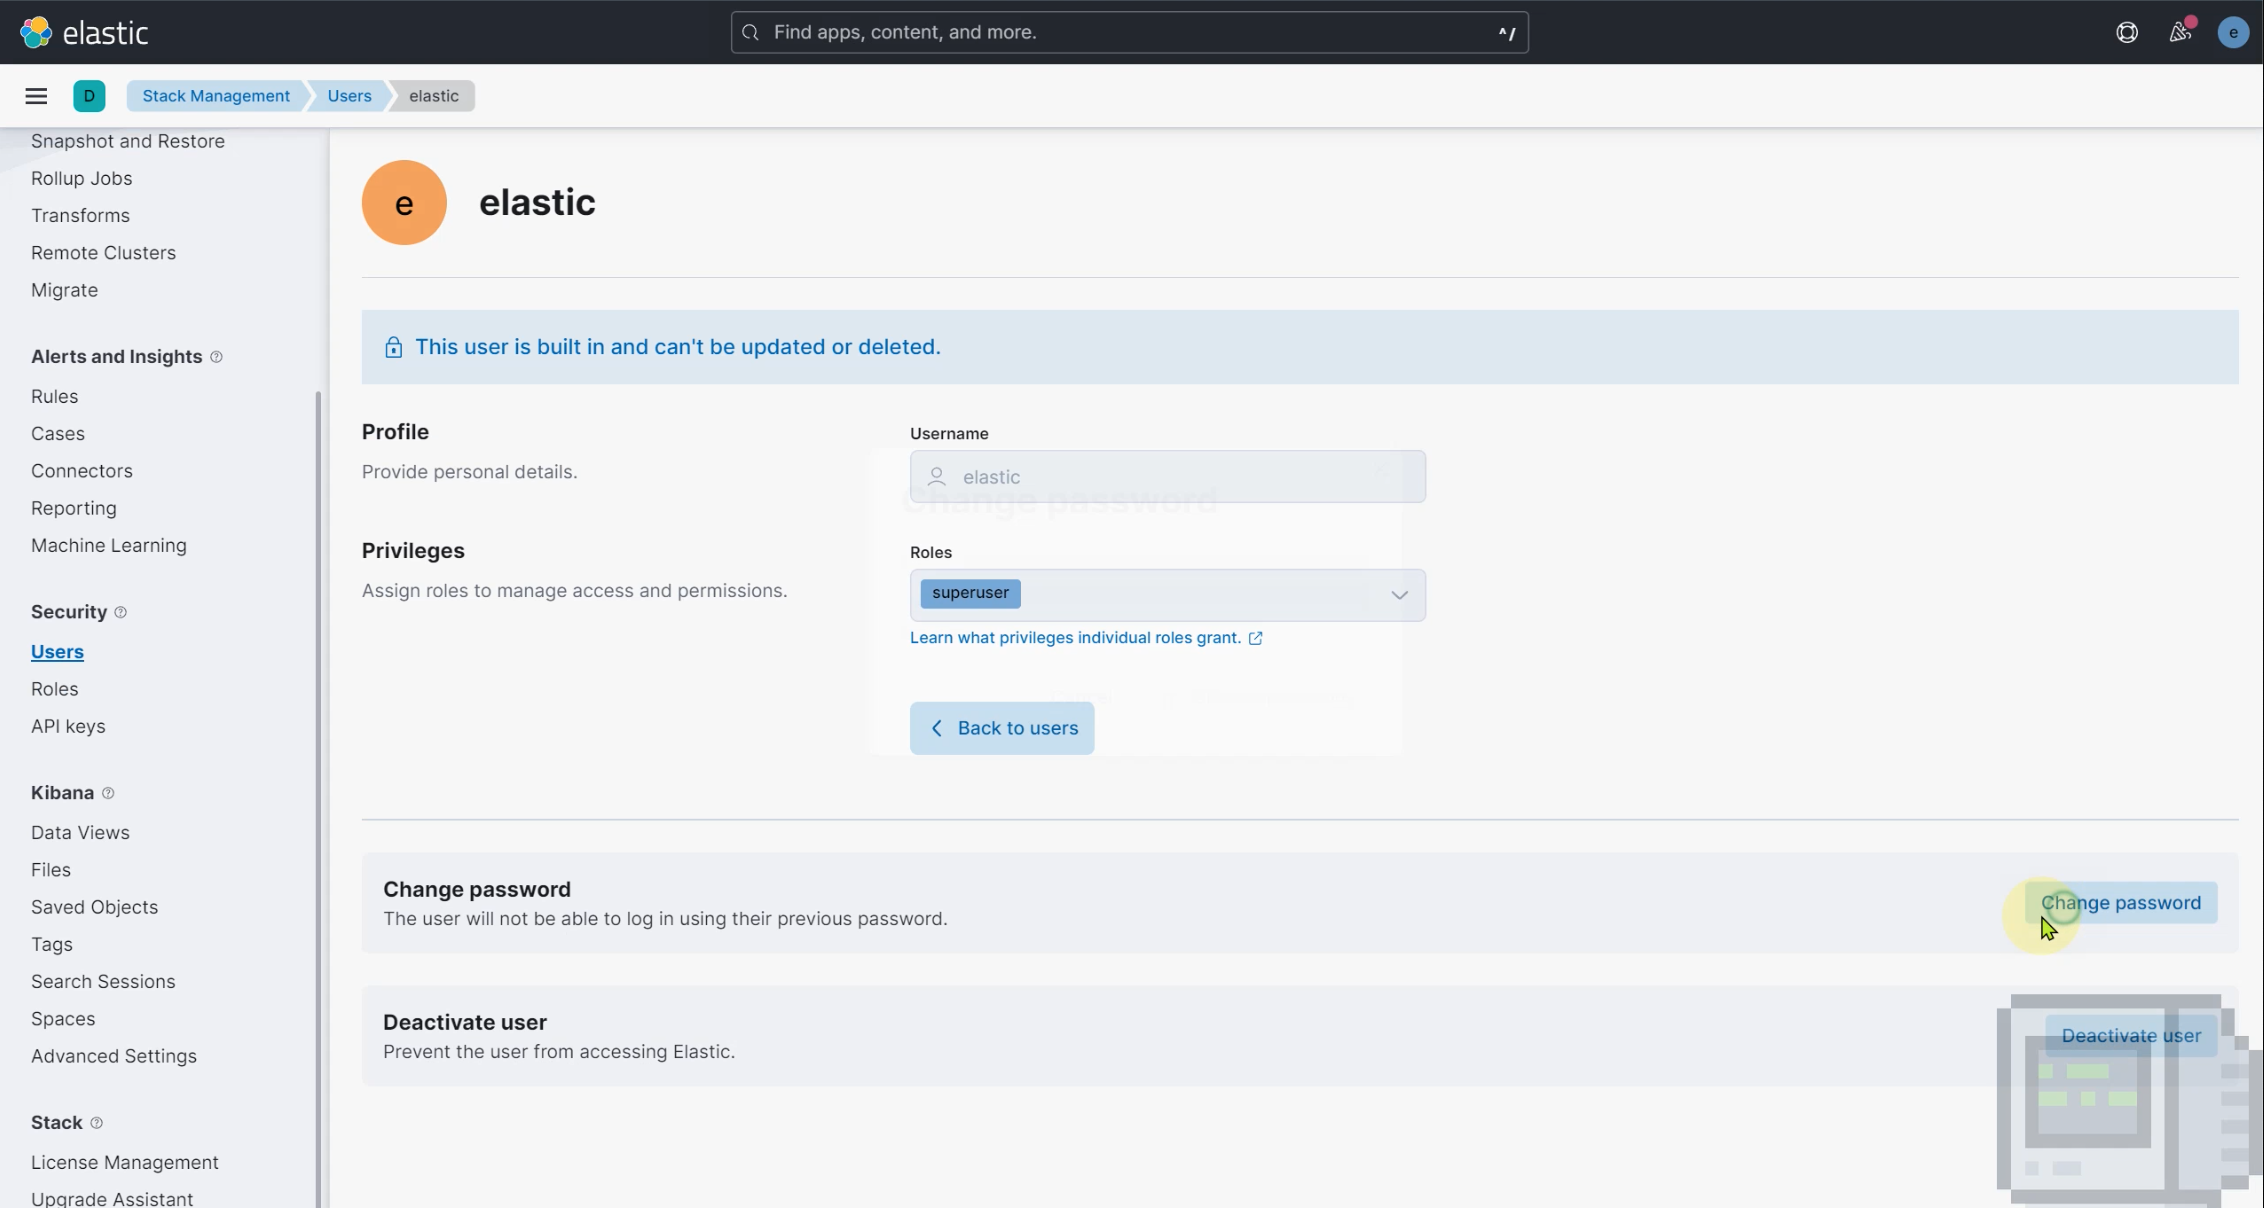 elastic
Find apps, content, and more.
^/
e
D
Stack Management
Users
elastic
Snapshot and Restore
Rollup Jobs
Transforms
Remote Clusters
Migrate
Alerts and Insights
Rules
Cases
Connectors
Reporting
Machine Learning
Security
Users
Roles
API keys
Kibana
Data Views
Files
Saved Objects
Tags
Search Sessions
Spaces
Advanced Settings
Stack
License Management
Upgrade Assistant
e
elastic
This user is built in and can't be updated or deleted.
Profile
Provide personal details.
Username
elastic
Change password
Privileges
Assign roles to manage access and permissions.
Roles
superuser
Learn what privileges individual roles grant.
Back to users
Change password
The user will not be able to log in using their previous password.
Change password
Deactivate user
Prevent the user from accessing Elastic.
Deactivate user